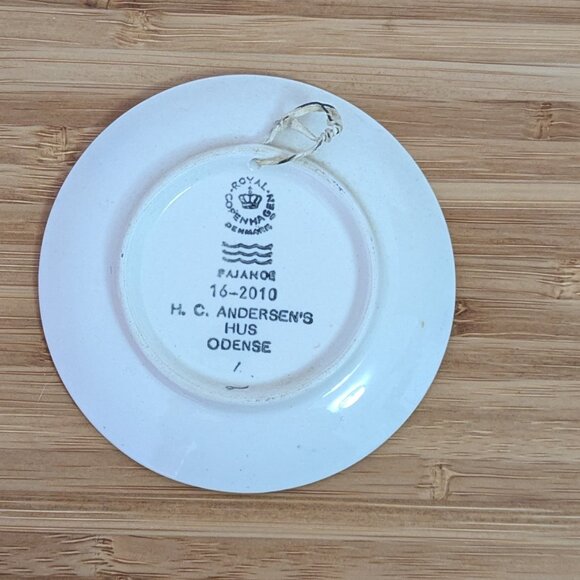 ROYAL COPENHAGEN
DENMARK
FAJANCE
16-2010
H. C. ANDERSEN'S
HUS
ODENSE